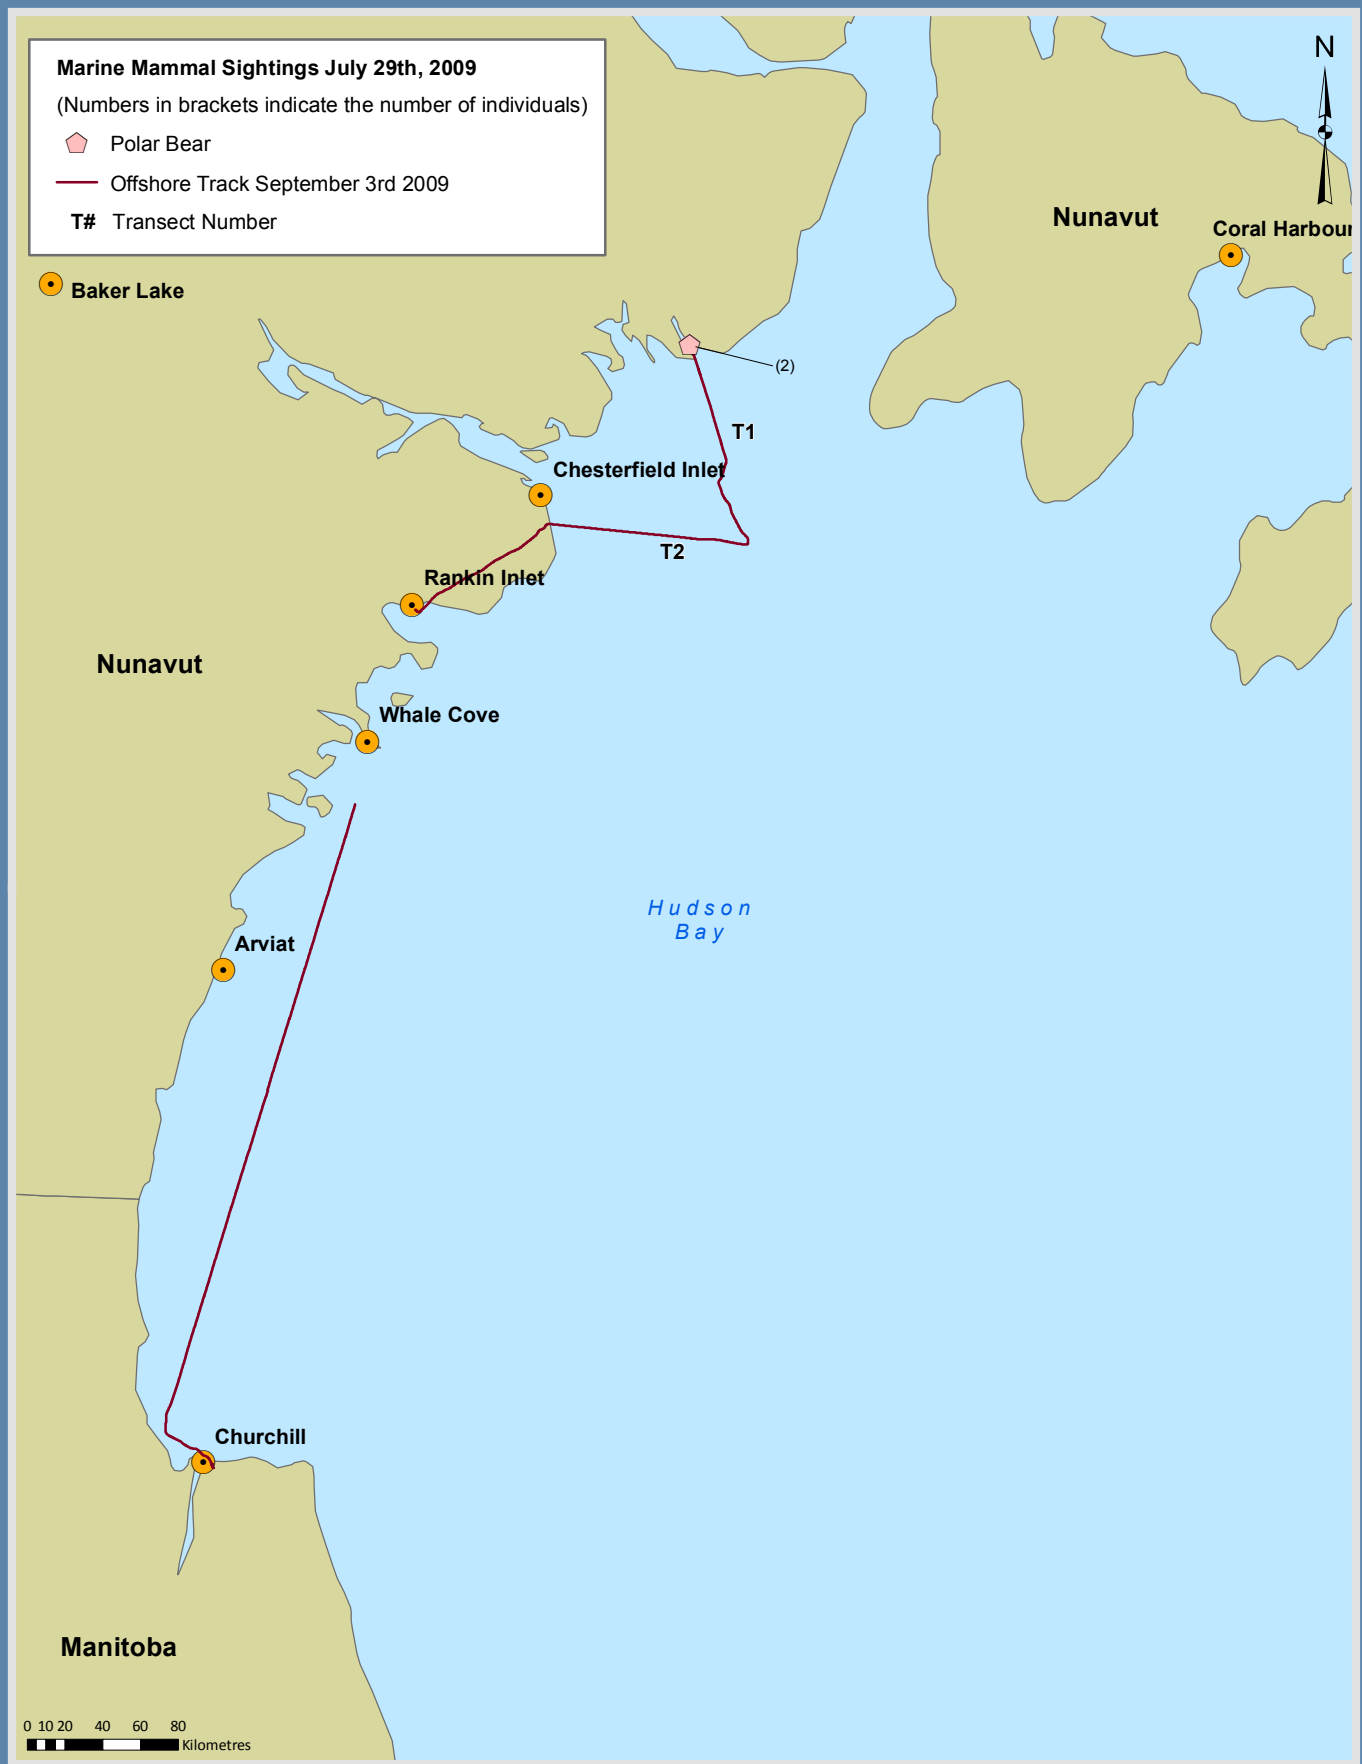 Marine Mammal Sightings July 29th, 2009
(Numbers in brackets indicate the number of individuals)
Polar Bear
Offshore Track September 3rd 2009
T# Transect Number
N
Nunavut
Coral Harbour
Baker Lake
(2)
T1
Chesterfield Inlet
T2
Rankin Inlet
Nunavut
Whale Cove
Hudson
Bay
Arviat
Churchill
Manitoba
0 10 20 40 60 80
Kilometres